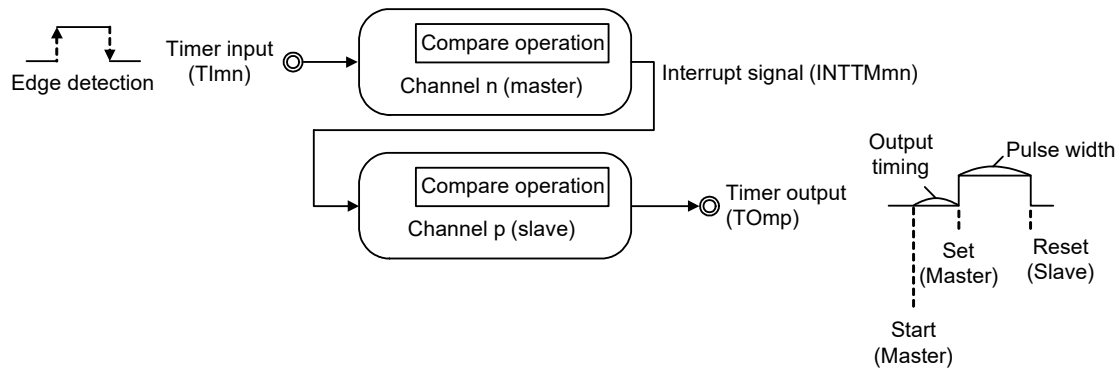 Edge detection
Timer input
(TImn)
Compare operation
Channel n (master)
Interrupt signal (INTTMmn)
Compare operation
Channel p (slave)
Timer output
(TOmp)
Output
timing
Pulse width
Set
(Master)
Reset
(Slave)
Start
(Master)